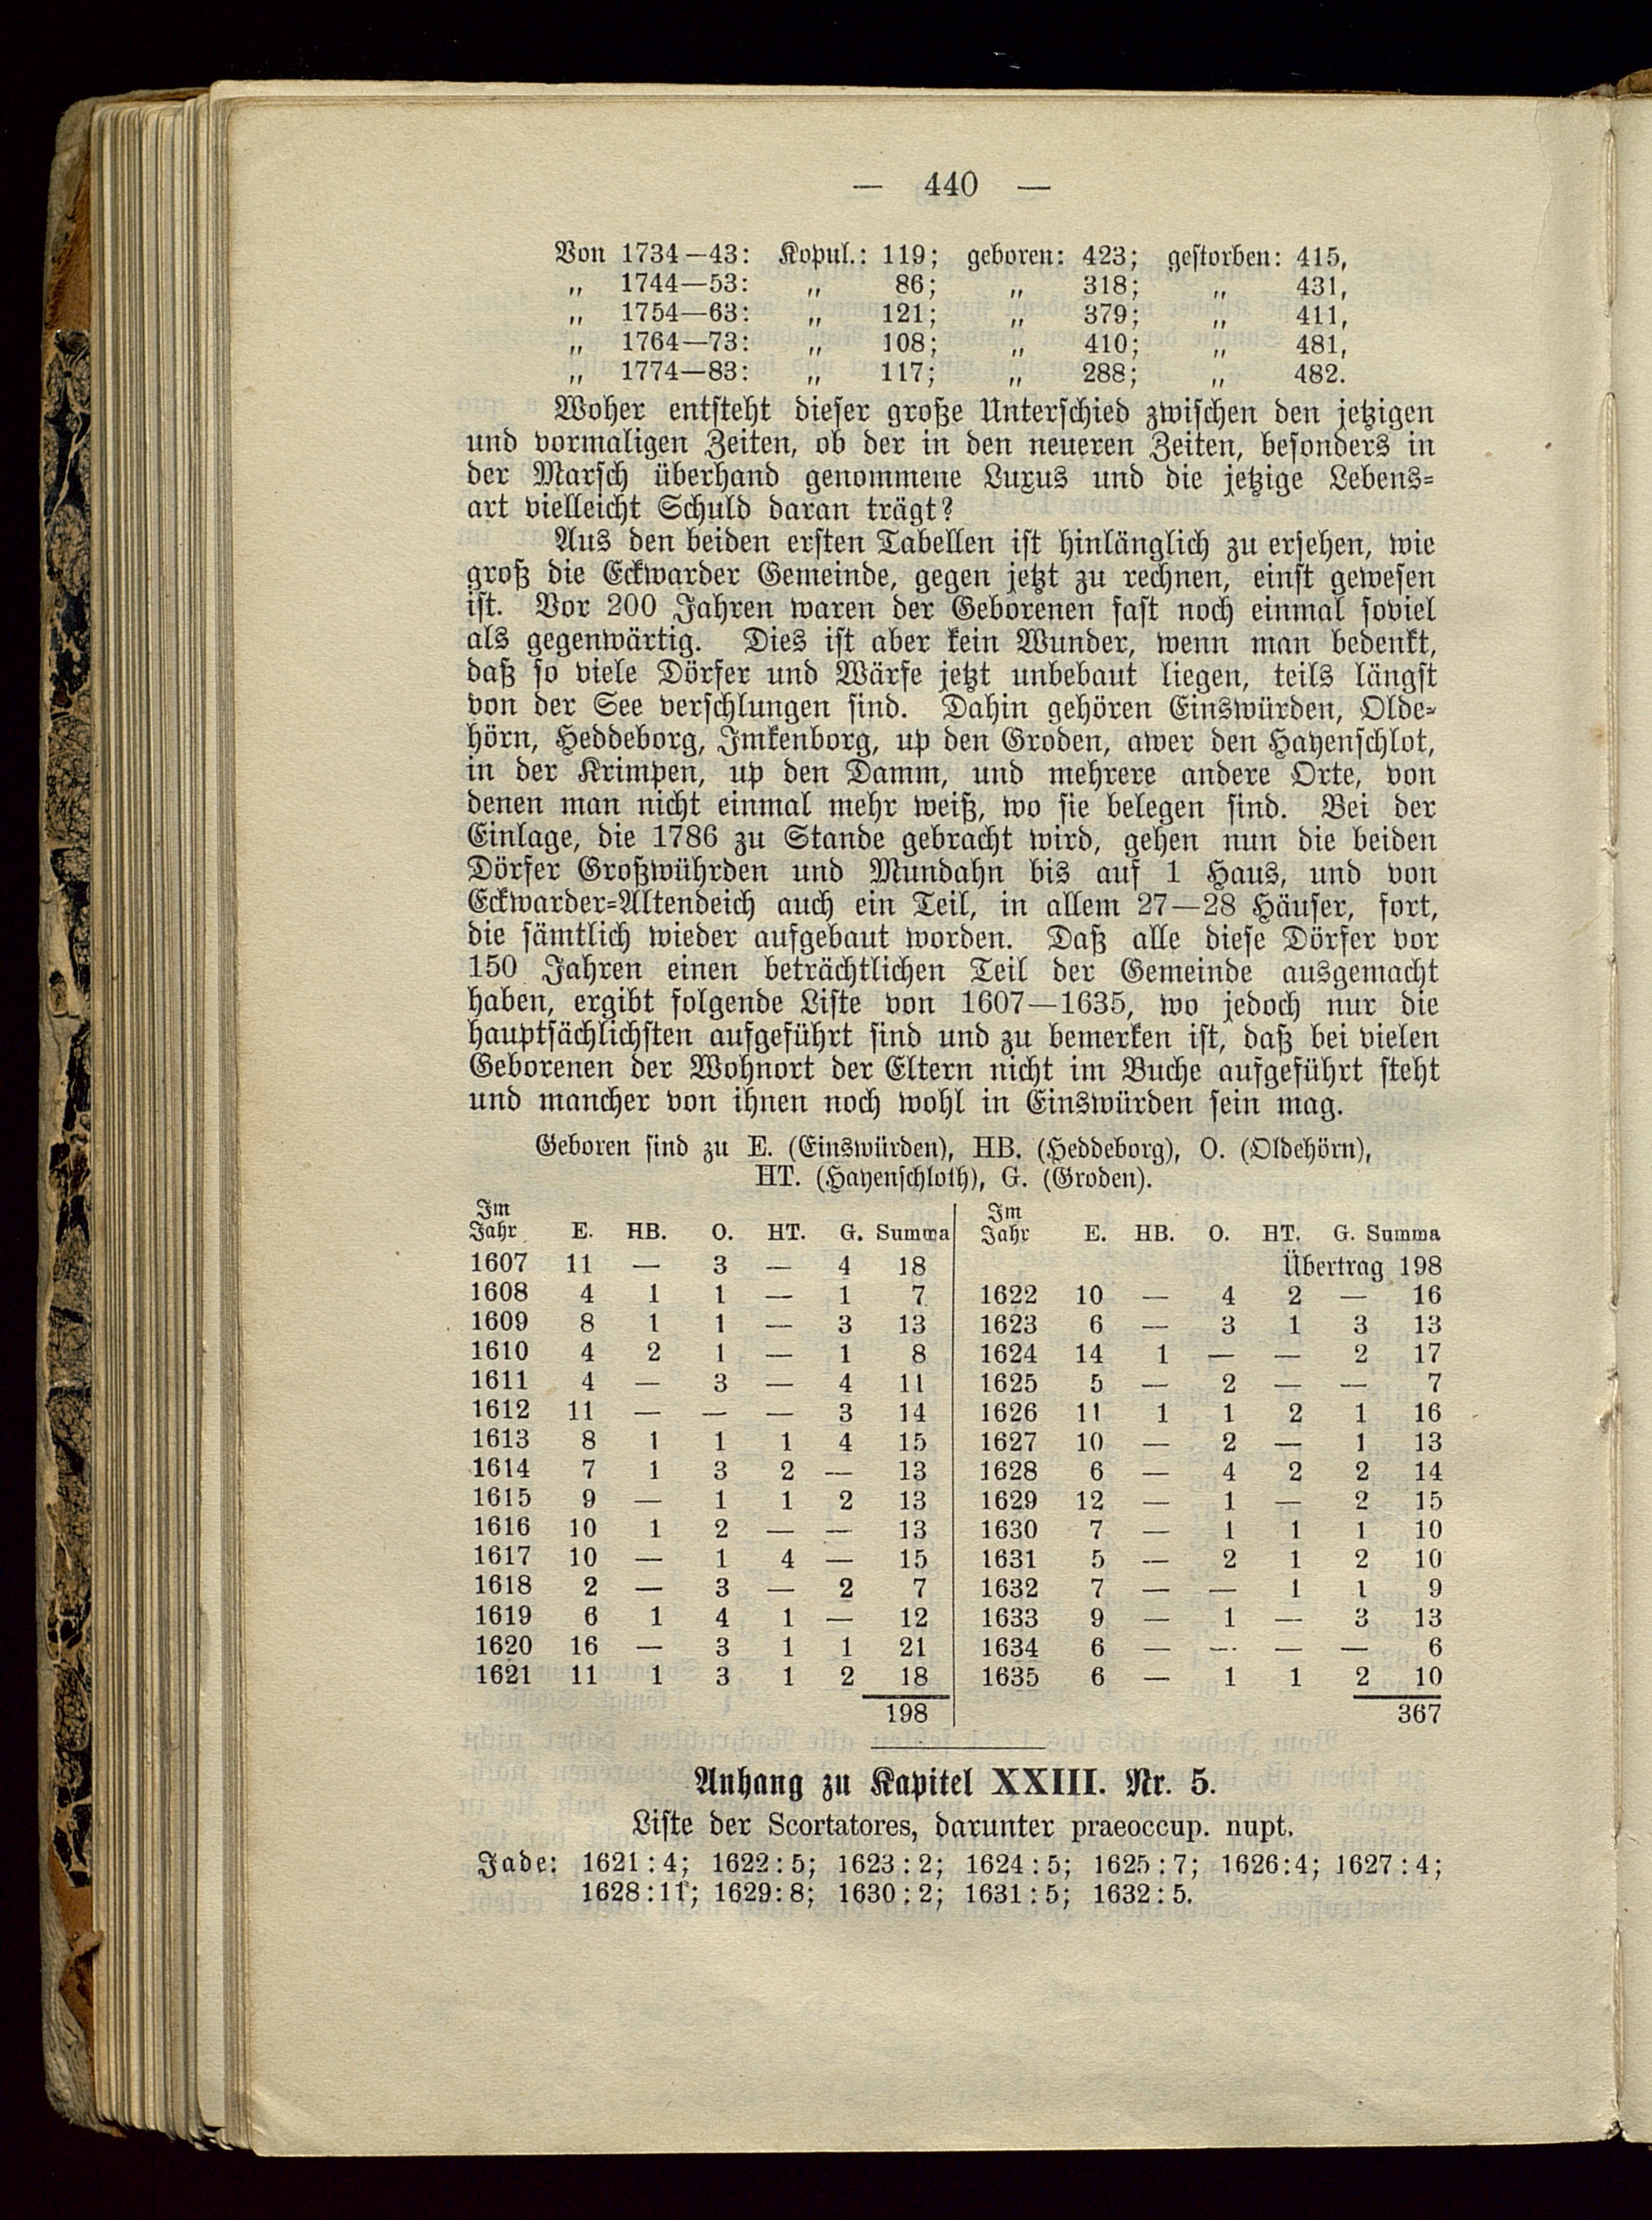 — 440 —
Von 1734—43: Kopul.: 119; geboren: 423; gestorben: 415,
„ 1744—53: „ 86; „ 318; „ 431,
„ 1754—63: „ 121; „ 379; „ 411,
„ 1764—73: „ 108; „ 410; „ 481,
„ 1774—83: „ 117; „ 288; „ 482.
Woher entsteht dieser große Unterschied zwischen den jetzigen
und vormaligen Zeiten, ob der in den neueren Zeiten, besonders in
der Marsch überhand genommene Luxus und die jetzige Lebens-
art vielleicht Schuld daran trägt?
Aus den beiden ersten Tabellen ist hinlänglich zu ersehen, wie
groß die Eckwarder Gemeinde, gegen jetzt zu rechnen, einst gewesen
ist. Vor 200 Jahren waren der Geborenen fast noch einmal soviel
als gegenwärtig. Dies ist aber kein Wunder, wenn man bedenkt,
daß so viele Dörfer und Wärfe jetzt unbebaut liegen, teils längst
von der See verschlungen sind. Dahin gehören Einswürden, Olde-
hörn, Heddeborg, Imkenborg, up den Groden, awer den Hayenschlot,
in der Krimpen, up den Damm, und mehrere andere Orte, von
denen man nicht einmal mehr weiß, wo sie belegen sind. Bei der
Einlage, die 1786 zu Stande gebracht wird, gehen nun die beiden
Dörfer Großwührden und Mundahn bis auf 1 Haus, und von
Eckwarder-Altendeich auch ein Teil, in allem 27—28 Häuser, fort,
die sämtlich wieder aufgebaut worden. Daß alle diese Dörfer vor
150 Jahren einen beträchtlichen Teil der Gemeinde ausgemacht
haben, ergibt folgende Liste von 1607—1635, wo jedoch nur die
hauptsächlichsten aufgeführt sind und zu bemerken ist, daß bei vielen
Geborenen der Wohnort der Eltern nicht im Buche aufgeführt steht
und mancher von ihnen noch wohl in Einswürden sein mag.
Geboren sind zu E. (Einswürden), HB. (Heddeborg), O. (Oldehörn),
HT. (Hayenschloth), G. (Groden).
Im
Jahr E. HB. O. HT. G. Summa
1607 11 — 3 — 4 18
1608 4 1 1 — 1 7
1609 8 1 1 — 3 13
1610 4 2 1 — 1 8
1611 4 — 3 — 4 11
1612 11 — — — 3 14
1613 8 1 1 1 4 15
1614 7 1 3 2 — 13
1615 9 — 1 1 2 13
1616 10 1 2 — — 13
1617 10 — 1 4 — 15
1618 2 — 3 — 2 7
1619 6 1 4 1 — 12
1620 16 — 3 1 1 21
1621 11 1 3 1 2 18
198
Im
Jahr E. HB. O. HT. G. Summa
Übertrag 198
1622 10 — 4 2 — 16
1623 6 — 3 1 3 13
1624 14 1 — — 2 17
1625 5 — 2 — — 7
1626 11 1 1 2 1 16
1627 10 — 2 — 1 13
1628 6 — 4 2 2 14
1629 12 — 1 — 2 15
1630 7 — 1 1 1 10
1631 5 — 2 1 2 10
1632 7 — — 1 1 9
1633 9 — 1 — 3 13
1634 6 — — — — 6
1635 6 — 1 1 2 10
367
Anhang zu Kapitel XXIII. Nr. 5.
Liste der Scortatores, darunter praeoccup. nupt.
Jade: 1621:4; 1622:5; 1623:2; 1624:5; 1625:7; 1626:4; 1627:4;
1628:11; 1629:8; 1630:2; 1631:5; 1632:5.